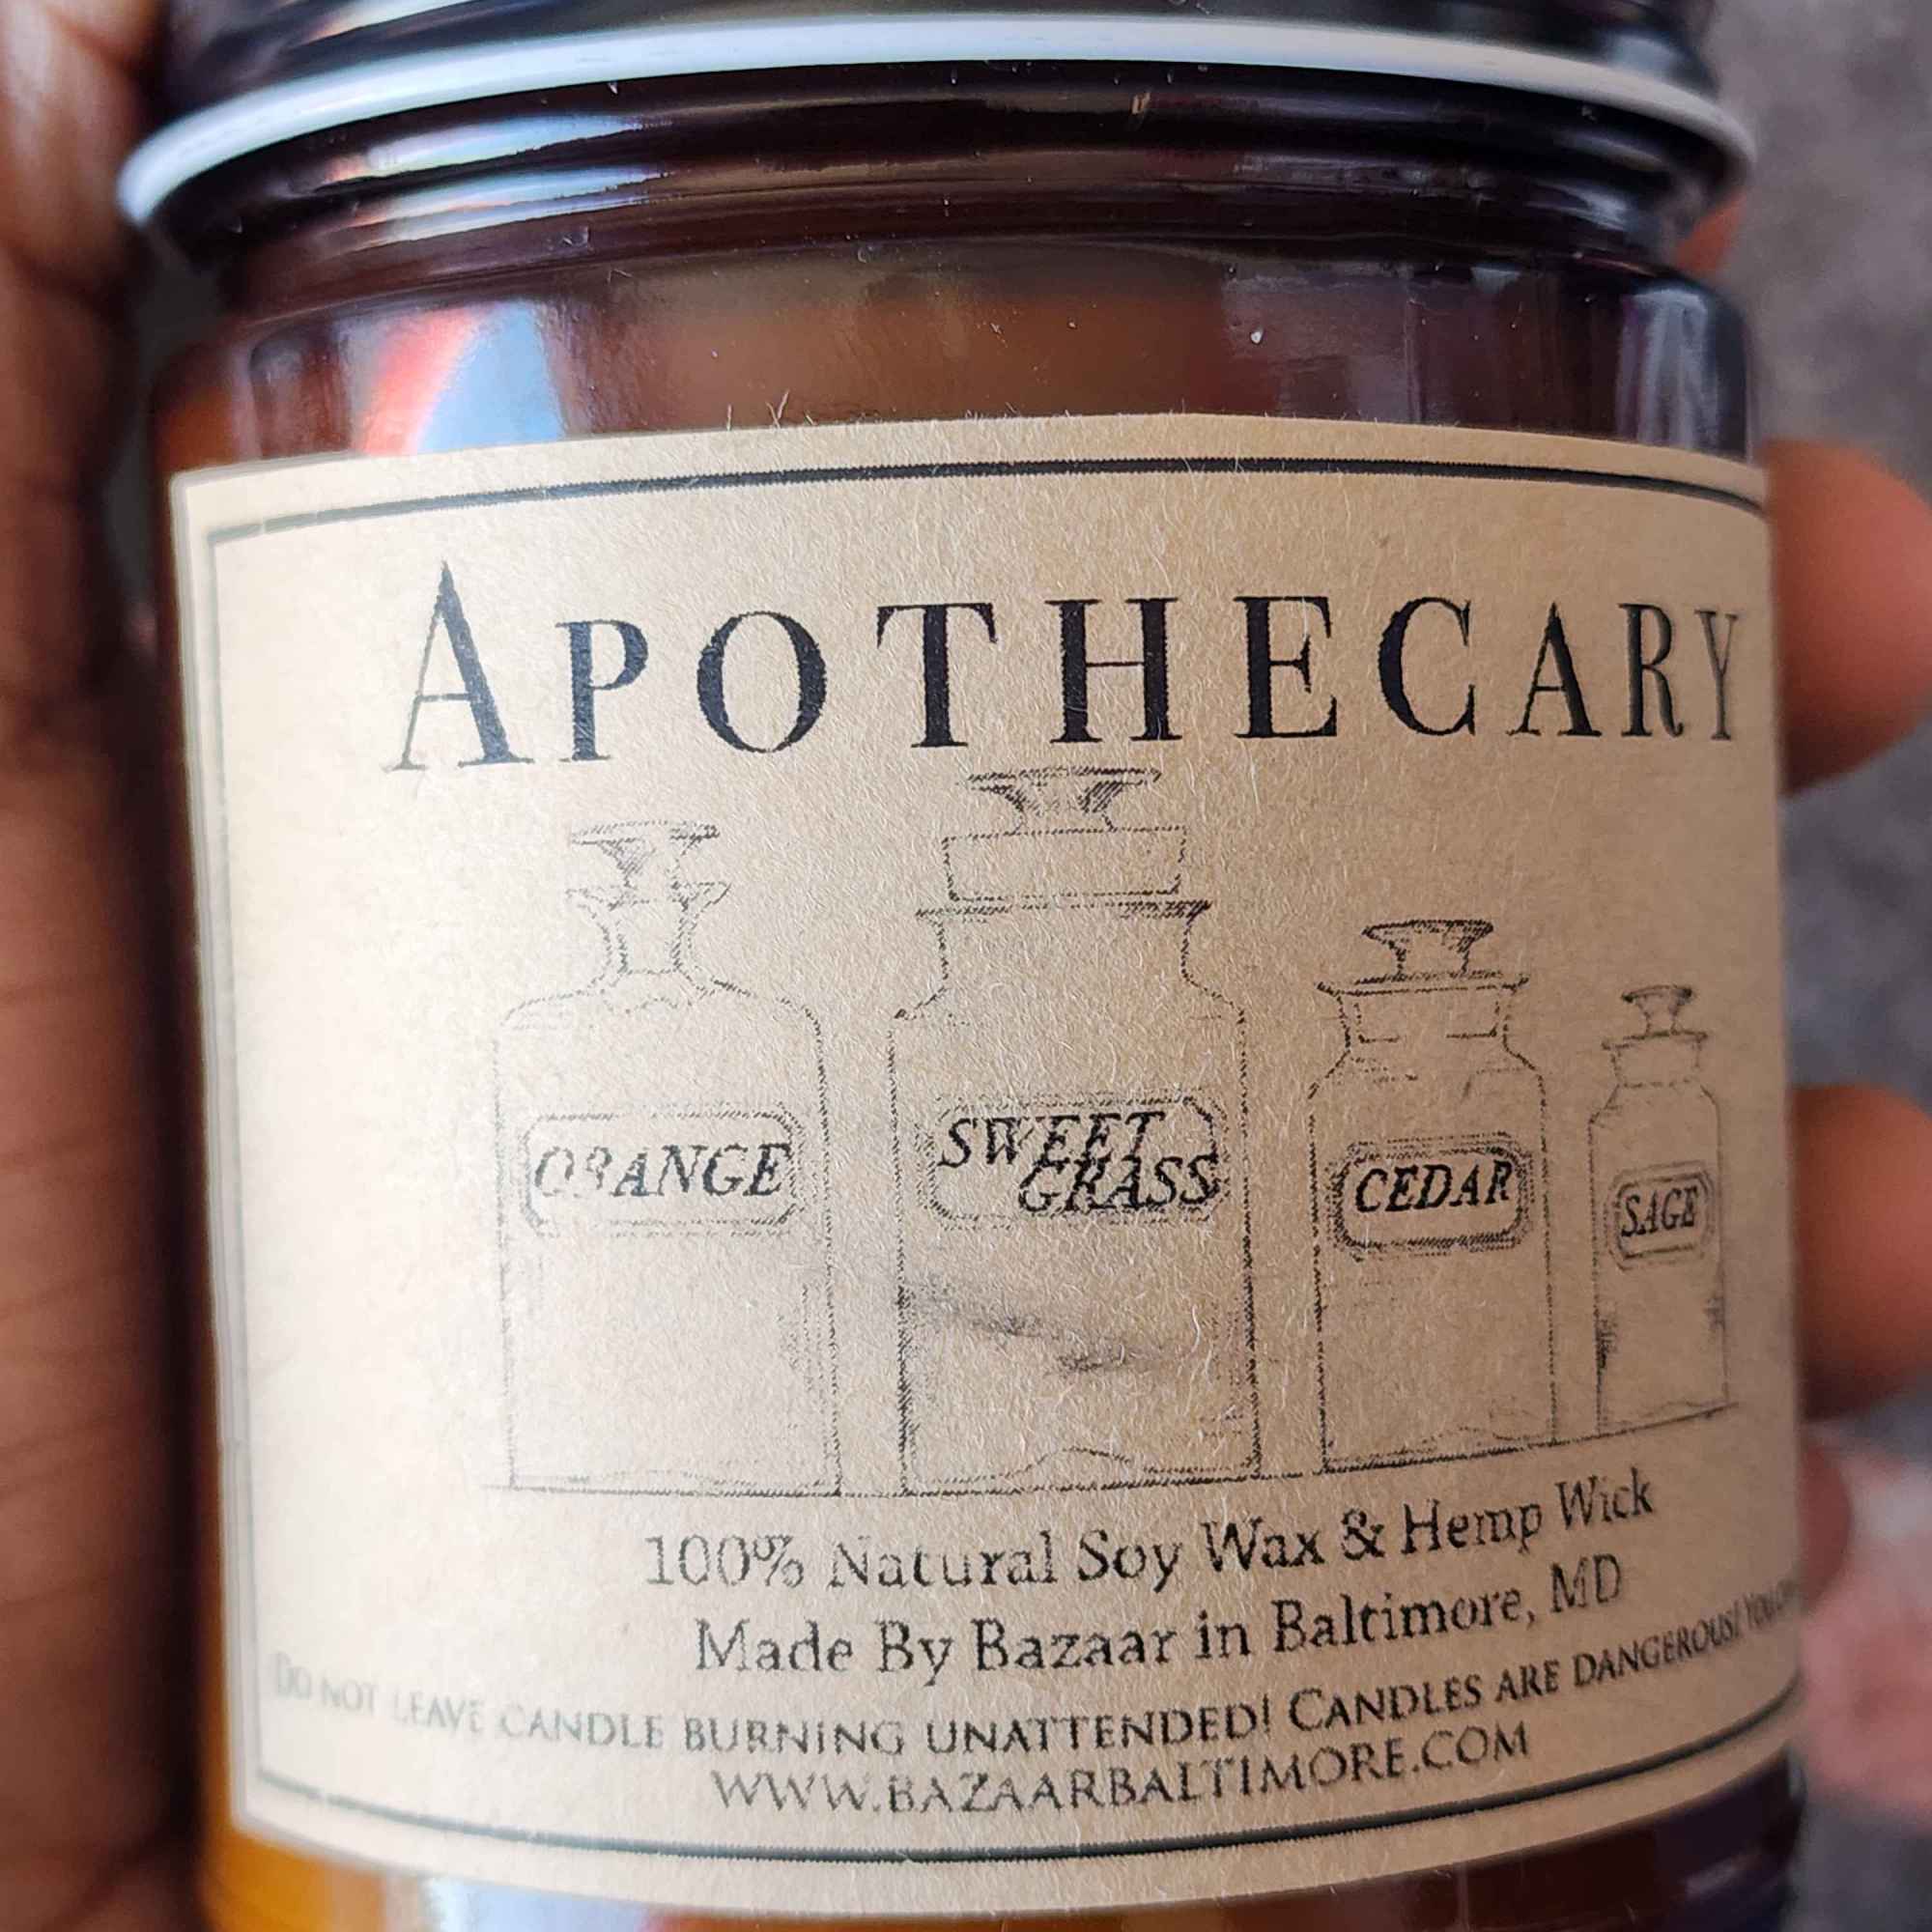 APOTHECARY
ORANGE
SWEET
GRASS
CEDAR
SAGE
100% Natural Soy Wax & Hemp Wick
Made By Bazaar in Baltimore, MD
DO NOT LEAVE CANDLE BURNING UNATTENDED! CANDLES ARE DANGEROUS! YOU
WWW.BAZAARBALTIMORE.COM